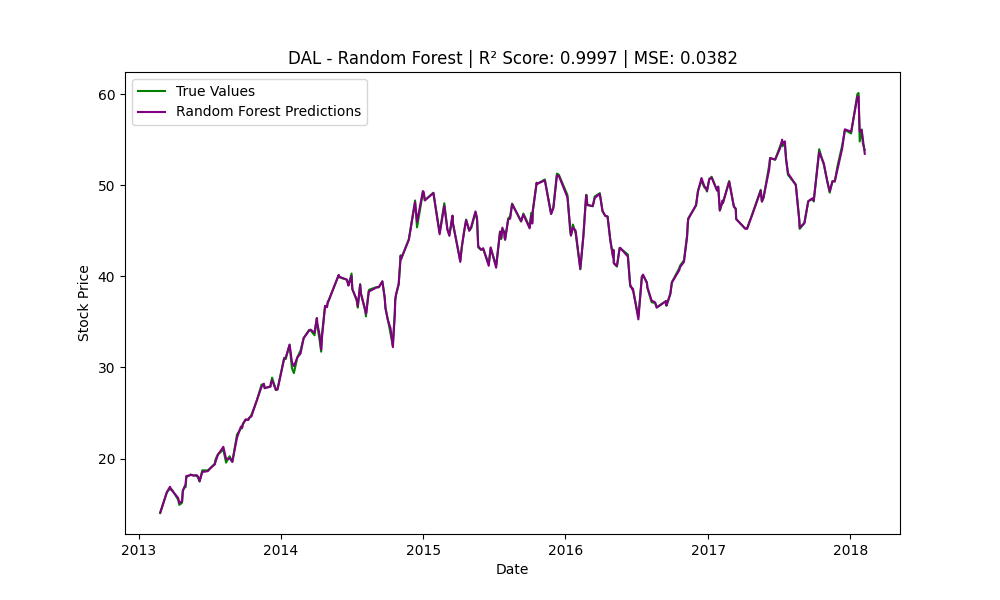 DAL - Random Forest | R² Score: 0.9997 | MSE: 0.0382
True Values
Random Forest Predictions
60
50
40
30
20
Stock Price
2013 2014 2015 2016 2017 2018
Date